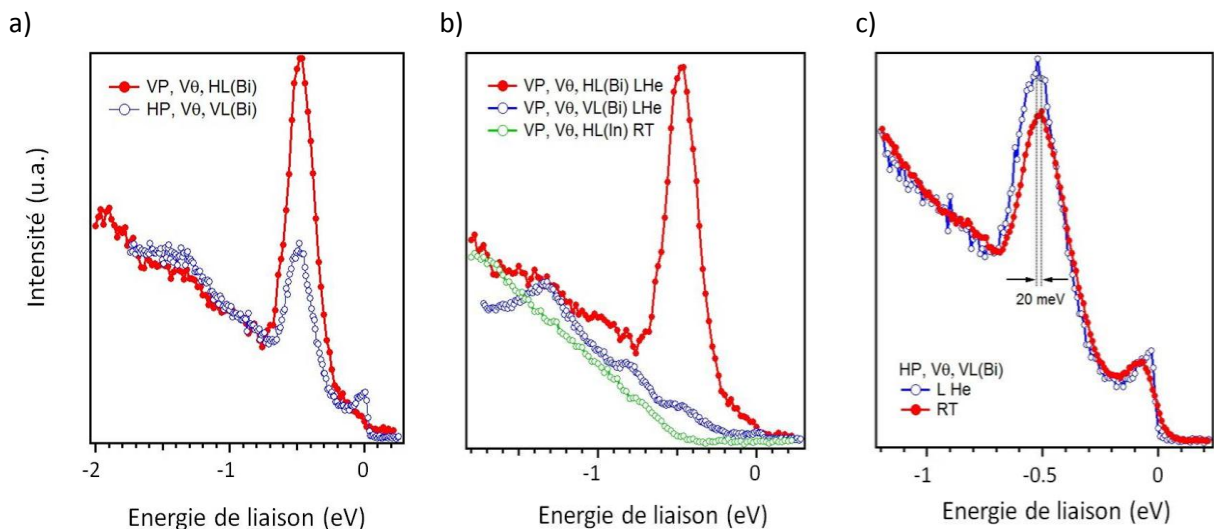 a)
b)
c)
Intensité (u.a.)
VP, Vθ, HL(Bi)
HP, Vθ, VL(Bi)
-2
-1
0
Energie de liaison (eV)
VP, Vθ, HL(Bi) LHe
VP, Vθ, VL(Bi) LHe
VP, Vθ, HL(In) RT
-1
0
Energie de liaison (eV)
20 meV
HP, Vθ, VL(Bi)
L He
RT
-1
-0.5
0
Energie de liaison (eV)